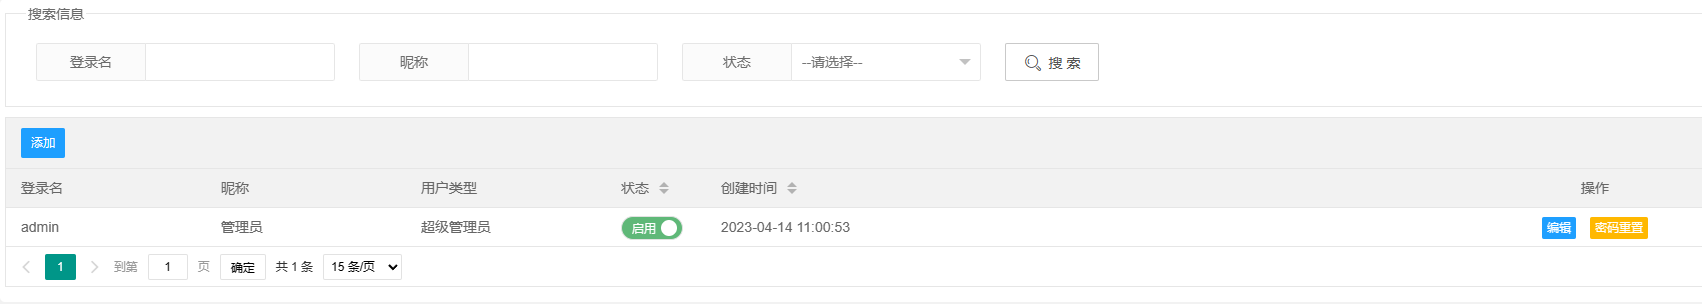 搜索信息
登录名 昵称 状态 --请选择-- 搜 索
添加
登录名 昵称 用户类型 状态 创建时间 操作
admin 管理员 超级管理员 启用 2023-04-14 11:00:53 编辑 密码重置
1 到第 1 页 确定 共 1 条 15 条/页